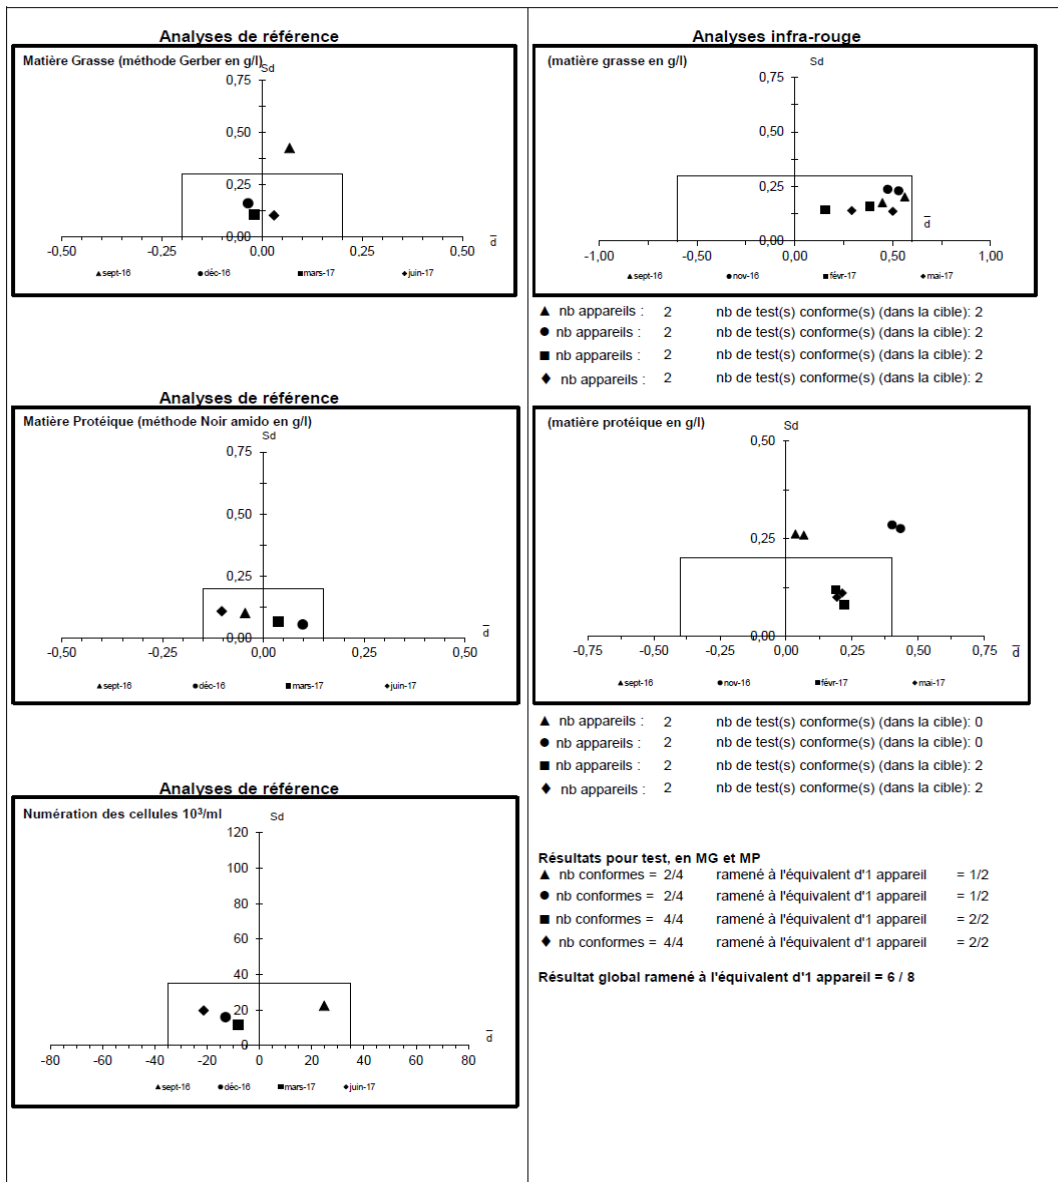 Analyses de référence
Matière Grasse (méthode Gerber en g/l)
Sd
0,75
0,50
0,25
0,00
-0,50 -0,25 0,00 0,25 0,50
d
▲sept-16 ●déc-16 ■mars-17 ♦juin-17
Analyses de référence
Matière Protéique (méthode Noir amido en g/l)
Sd
0,75
0,50
0,25
0,00
-0,50 -0,25 0,00 0,25 0,50
d
▲sept-16 ●déc-16 ■mars-17 ♦juin-17
Analyses de référence
Numération des cellules 10³/ml
Sd
120
100
80
60
40
20
0
-80 -60 -40 -20 0 20 40 60 80
d
▲sept-16 ●déc-16 ■mars-17 ♦juin-17
Analyses infra-rouge
(matière grasse en g/l)
Sd
0,75
0,50
0,25
0,00
-1,00 -0,50 0,00 0,50 1,00
d
▲sept-16 ●nov-16 ■févr-17 ♦mai-17
▲ nb appareils : 2 nb de test(s) conforme(s) (dans la cible): 2
● nb appareils : 2 nb de test(s) conforme(s) (dans la cible): 2
■ nb appareils : 2 nb de test(s) conforme(s) (dans la cible): 2
♦ nb appareils : 2 nb de test(s) conforme(s) (dans la cible): 2
(matière protéique en g/l)
Sd
0,50
0,25
0,00
-0,75 -0,50 -0,25 0,00 0,25 0,50 0,75
d
▲sept-16 ●nov-16 ■févr-17 ♦mai-17
▲ nb appareils : 2 nb de test(s) conforme(s) (dans la cible): 0
● nb appareils : 2 nb de test(s) conforme(s) (dans la cible): 0
■ nb appareils : 2 nb de test(s) conforme(s) (dans la cible): 2
♦ nb appareils : 2 nb de test(s) conforme(s) (dans la cible): 2
Résultats pour test, en MG et MP
▲ nb conformes = 2/4 ramené à l'équivalent d'1 appareil = 1/2
● nb conformes = 2/4 ramené à l'équivalent d'1 appareil = 1/2
■ nb conformes = 4/4 ramené à l'équivalent d'1 appareil = 2/2
♦ nb conformes = 4/4 ramené à l'équivalent d'1 appareil = 2/2
Résultat global ramené à l'équivalent d'1 appareil = 6 / 8